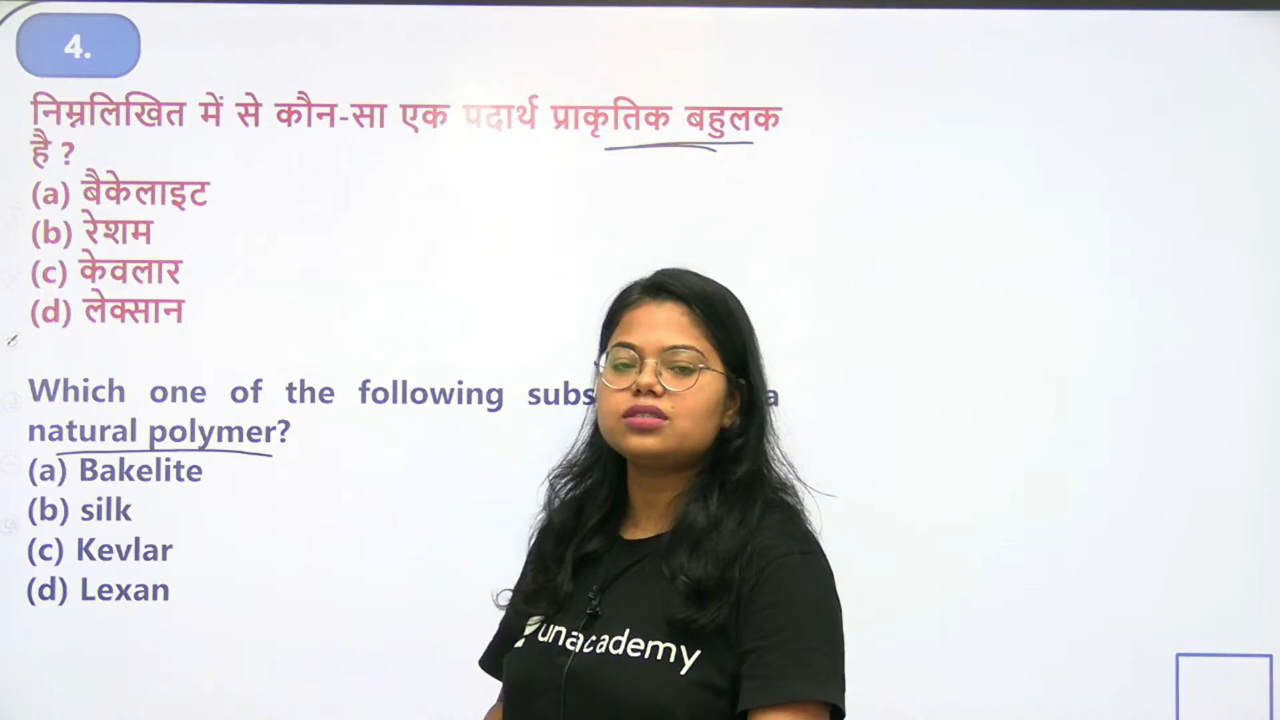 4.
निम्नलिखित में से कौन-सा एक पदार्थ प्राकृतिक बहुलक
है ?
(a) बैकेलाइट
(b) रेशम
(c) केवलार
(d) लेक्सान
Which one of the following a
natural polymer?
(a) Bakelite
(b) silk
(c) Kevlar
(d) Lexan
unacademy